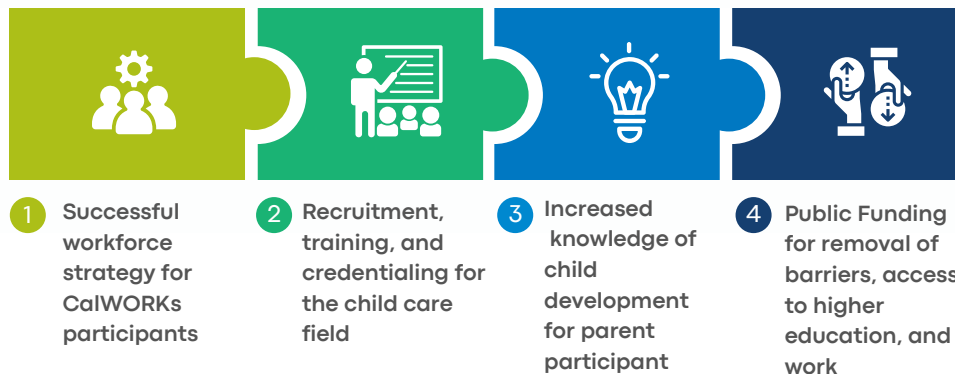 1
Successful
workforce
strategy for
CalWORKs
participants
2
Recruitment,
training, and
credentialing for
the child care
field
3
Increased
knowledge of
child
development
for parent
participant
4
Public Funding
for removal of
barriers, access
to higher
education, and
work